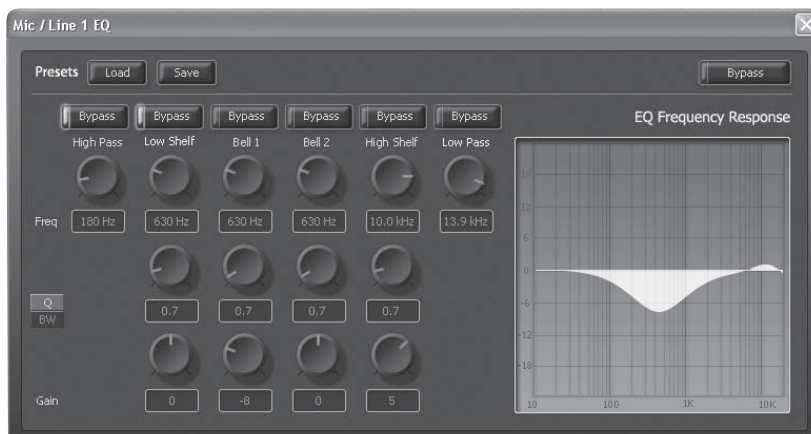 Mic / Line 1 EQ
Presets Load Save Bypass
Bypass Bypass Bypass Bypass Bypass Bypass
EQ Frequency Response
High Pass Low Shelf Bell 1 Bell 2 High Shelf Low Pass
Freq 180 Hz 630 Hz 630 Hz 630 Hz 10.0 kHz 13.9 kHz
Q
BW
0.7 0.7 0.7 0.7
Gain 0 -8 0 5
18
12
6
0
-6
-12
-18
10 100 1K 10K